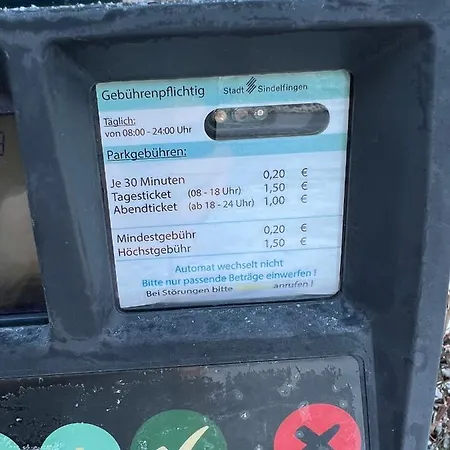 Gebührenpflichtig
Stadt Sindelfingen
Täglich:
von 08:00 - 24:00 Uhr
Parkgebühren:
Je 30 Minuten 0,20 €
Tagesticket (08 - 18 Uhr) 1,50 €
Abendticket (ab 18 - 24 Uhr) 1,00 €
Mindestgebühr 0,20 €
Höchstgebühr 1,50 €
Automat wechselt nicht
Bitte nur passende Beträge einwerfen !
Bei Störungen bitte anrufen !